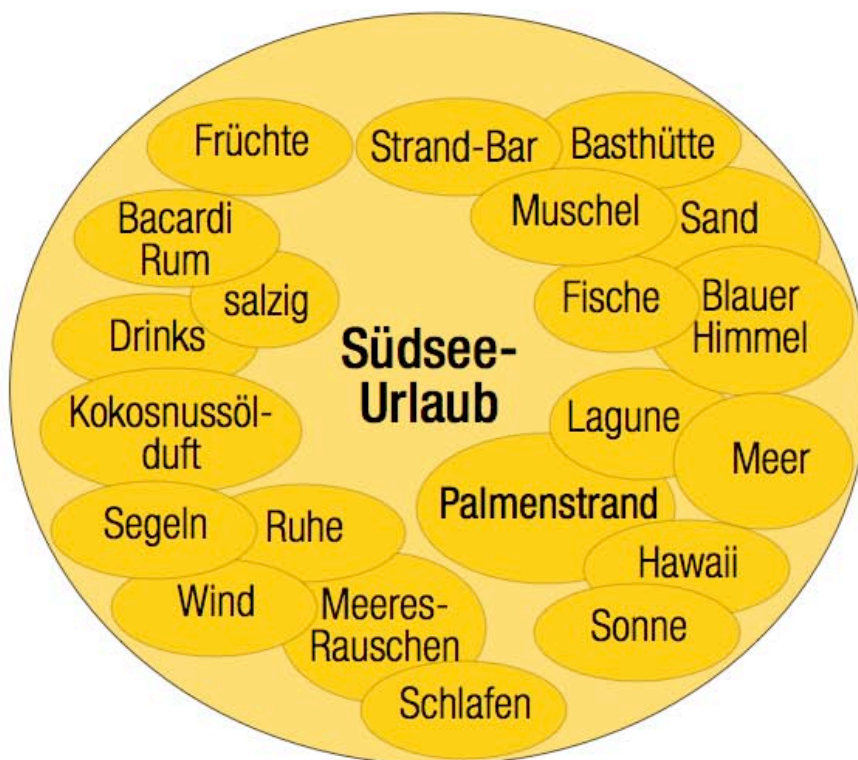 Früchte
Strand-Bar
Basthütte
Bacardi
Rum
Muschel
Sand
salzig
Fische
Blauer
Himmel
Drinks
Südsee-
Urlaub
Kokosnussöl-
duft
Lagune
Meer
Palmenstrand
Segeln
Ruhe
Hawaii
Wind
Meeres-
Rauschen
Sonne
Schlafen